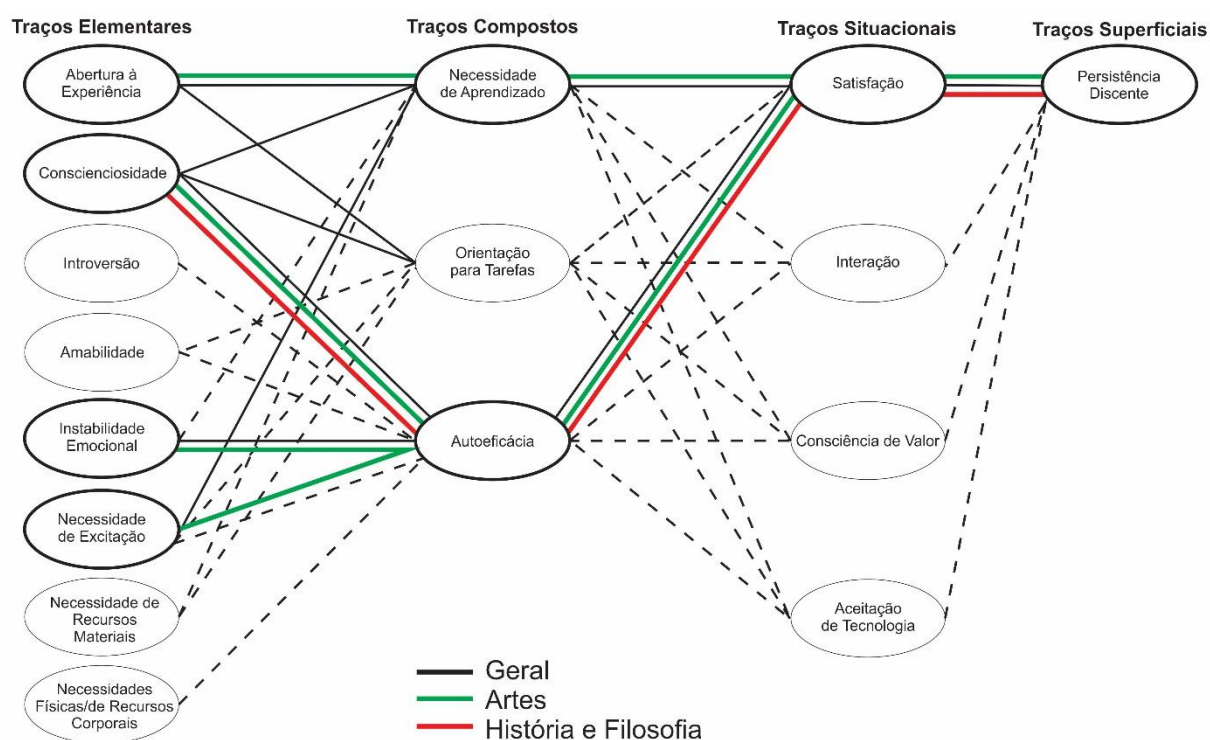 Traços Elementares
Traços Compostos
Traços Situacionais
Traços Superficiais
Abertura à
Experiência
Necessidade
de Aprendizado
Satisfação
Persistência
Discente
Conscienciosidade
Introversão
Orientação
para Tarefas
Interação
Amabilidade
Instabilidade
Emocional
Autoeficácia
Consciência de Valor
Necessidade
de Excitação
Necessidade de
Recursos
Materiais
Aceitação
de Tecnologia
Necessidades
Físicas/de Recursos
Corporais
Geral
Artes
História e Filosofia